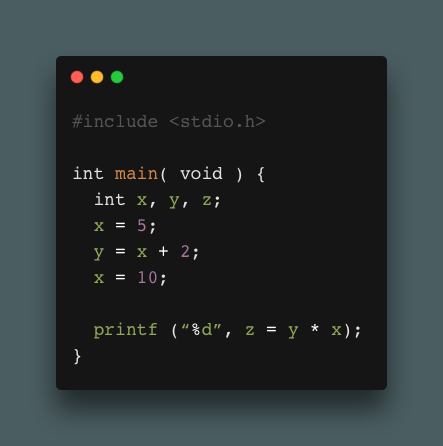 #include <stdio.h>
int main( void ) {
int x, y, z;
x = 5;
y = x + 2;
x = 10;
printf (“%d”, z = y * x);
}